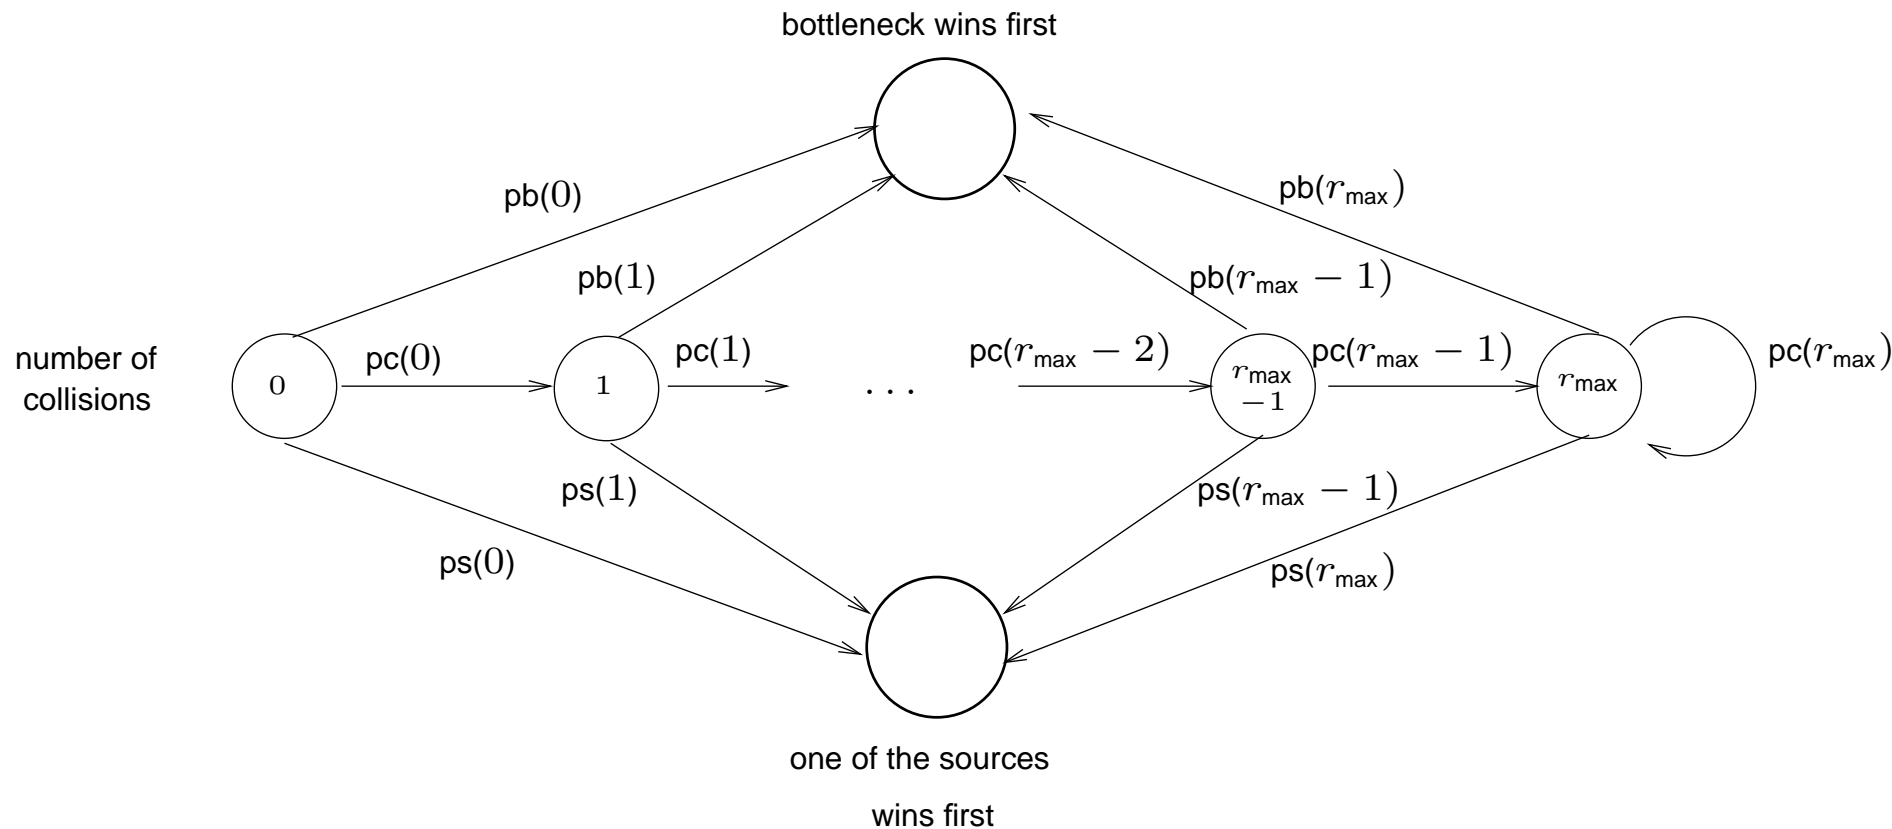 bottleneck wins first
pb(0)
pb(r_max)
pb(1)
pb(r_max − 1)
number of
collisions
0
pc(0)
1
pc(1)
. . .
pc(r_max − 2)
r_max
−1
pc(r_max − 1)
r_max
pc(r_max)
ps(1)
ps(r_max − 1)
ps(0)
ps(r_max)
one of the sources
wins first